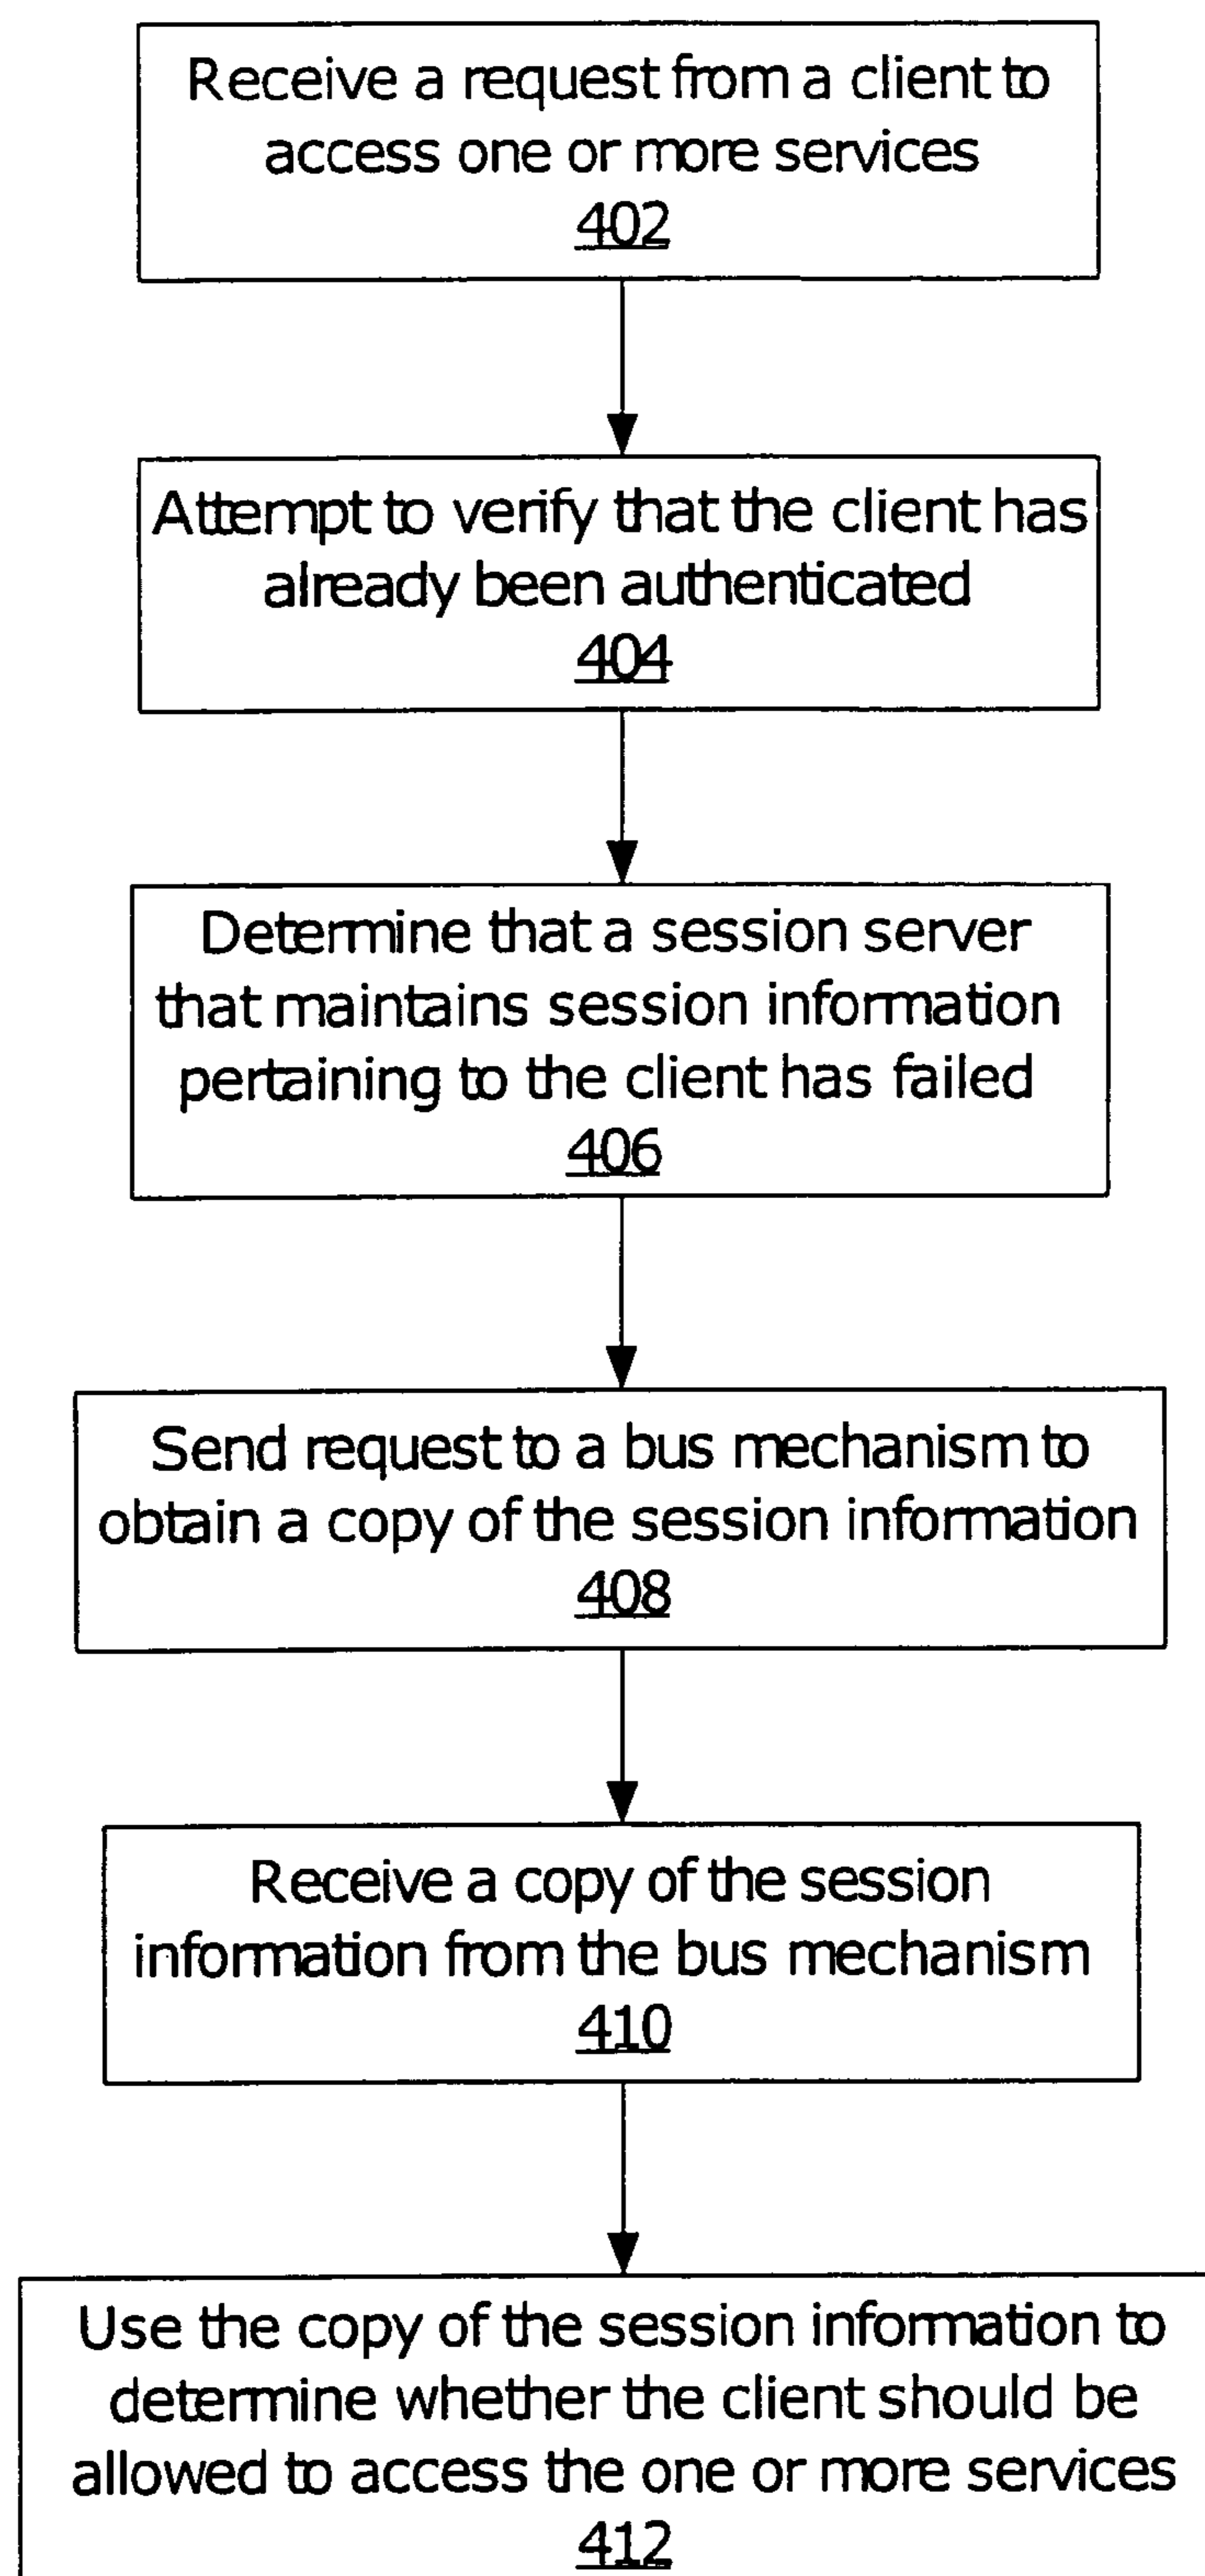 Receive a request from a client to
access one or more services
402
Attempt to verify that the client has
already been authenticated
404
Determine that a session server
that maintains session information
pertaining to the client has failed
406
Send request to a bus mechanism to
obtain a copy of the session information
408
Receive a copy of the session
information from the bus mechanism
410
Use the copy of the session information to
determine whether the client should be
allowed to access the one or more services
412